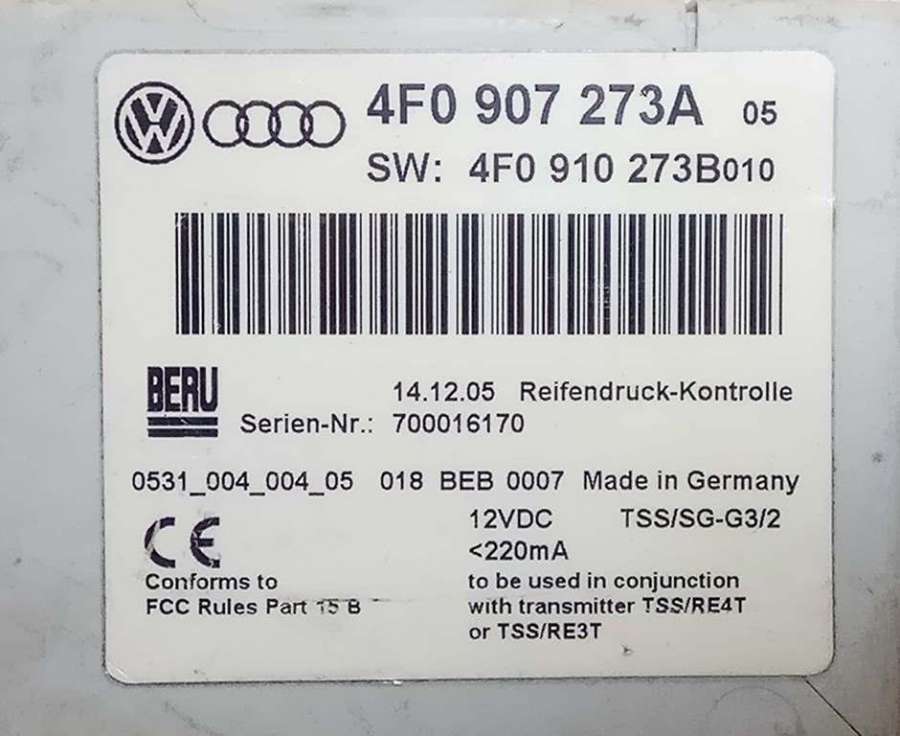 4F0 907 273A 05
SW: 4F0 910 273B010
BERU
14.12.05 Reifendruck-Kontrolle
Serien-Nr.: 700016170
0531_004_004_05 018 BEB 0007 Made in Germany
CE 12VDC TSS/SG-G3/2
<220mA
Conforms to
FCC Rules Part 15 B
to be used in conjunction
with transmitter TSS/RE4T
or TSS/RE3T